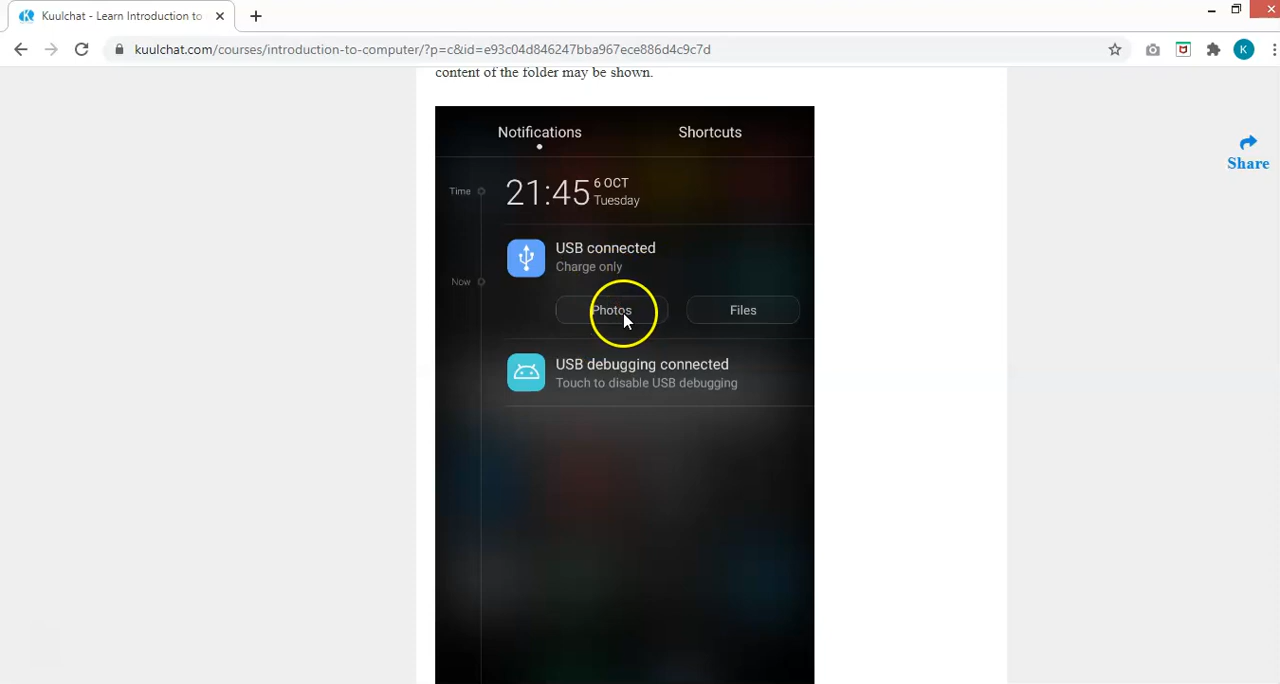 Kuulchat - Learn Introduction to
kuulchat.com/courses/introduction-to-computer/?p=c&id=e93c04d846247bba967ece886d4c9c7d
K
content of the folder may be shown.
Share
Notifications
Shortcuts
Time
21:45
6 OCT
Tuesday
USB connected
Charge only
Now
Photos
Files
USB debugging connected
Touch to disable USB debugging